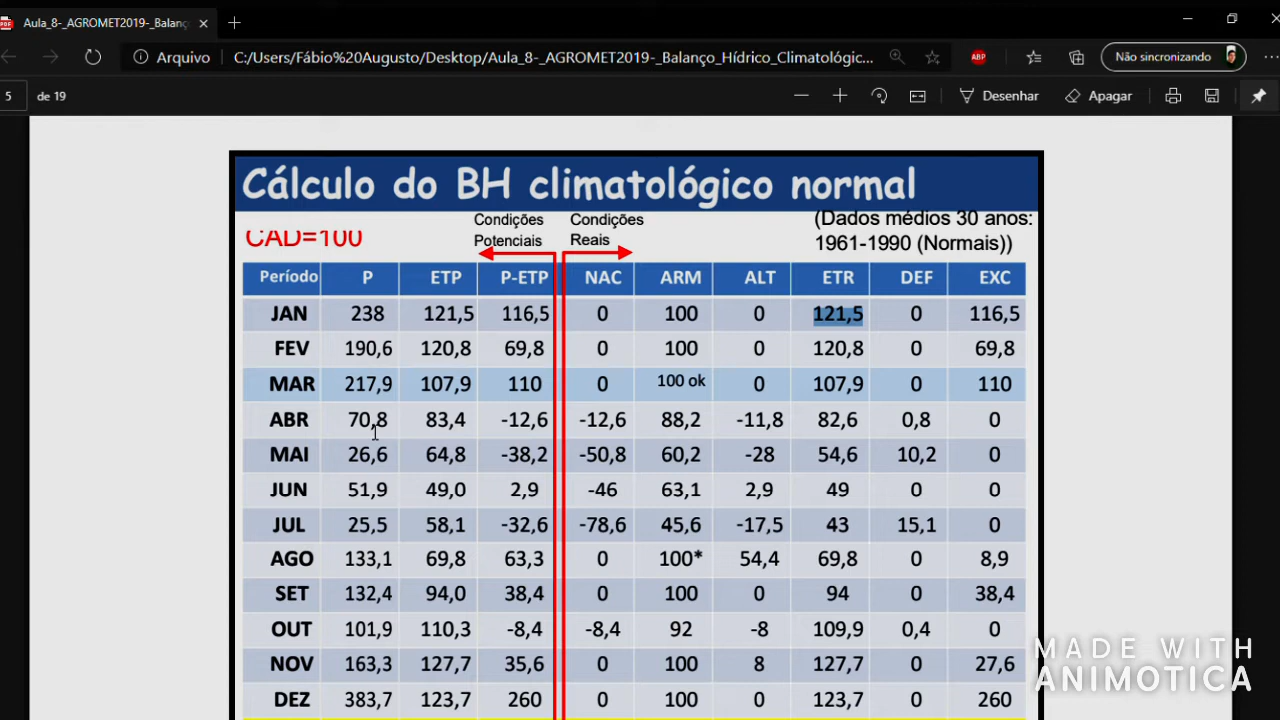 Aula_8-_AGROMET2019-_Balanç
Arquivo C:/Users/Fábio%20Augusto/Desktop/Aula_8-_AGROMET2019-_Balanço_Hídrico_Climatológic... ABP Não sincronizando
5 de 19 Desenhar Apagar
Cálculo do BH climatológico normal
CAD=100 Condições Potenciais Condições Reais (Dados médios 30 anos:
1961-1990 (Normais))
Período P ETP P-ETP NAC ARM ALT ETR DEF EXC
JAN 238 121,5 116,5 0 100 0 121,5 0 116,5
FEV 190,6 120,8 69,8 0 100 0 120,8 0 69,8
MAR 217,9 107,9 110 0 100 ok 0 107,9 0 110
ABR 70,8 83,4 -12,6 -12,6 88,2 -11,8 82,6 0,8 0
MAI 26,6 64,8 -38,2 -50,8 60,2 -28 54,6 10,2 0
JUN 51,9 49,0 2,9 -46 63,1 2,9 49 0 0
JUL 25,5 58,1 -32,6 -78,6 45,6 -17,5 43 15,1 0
AGO 133,1 69,8 63,3 0 100* 54,4 69,8 0 8,9
SET 132,4 94,0 38,4 0 100 0 94 0 38,4
OUT 101,9 110,3 -8,4 -8,4 92 -8 109,9 0,4 0
NOV 163,3 127,7 35,6 0 100 8 127,7 0 27,6
DEZ 383,7 123,7 260 0 100 0 123,7 0 260
MADE WITH
ANIMOTICA